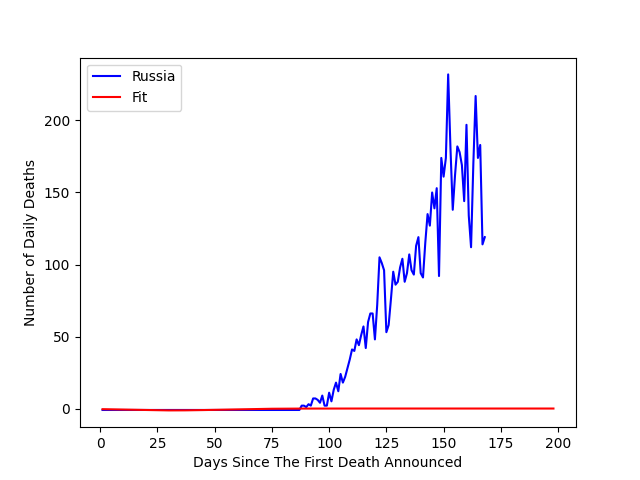 Russia
Fit
200
150
100
50
0
Number of Daily Deaths
0 25 50 75 100 125 150 175 200
Days Since The First Death Announced